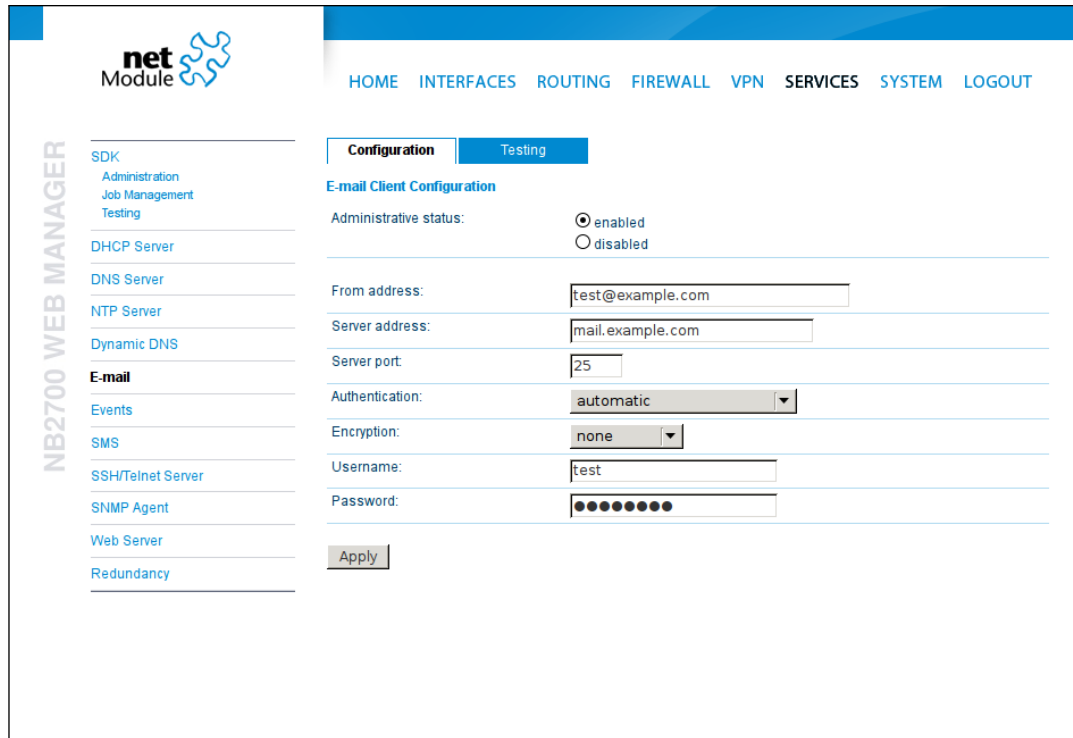 net
Module
HOME INTERFACES ROUTING FIREWALL VPN SERVICES SYSTEM LOGOUT
NB2700 WEB MANAGER
SDK
Administration
Job Management
Testing
DHCP Server
DNS Server
NTP Server
Dynamic DNS
E-mail
Events
SMS
SSH/Telnet Server
SNMP Agent
Web Server
Redundancy
Configuration Testing
E-mail Client Configuration
Administrative status: enabled
disabled
From address: test@example.com
Server address: mail.example.com
Server port: 25
Authentication: automatic
Encryption: none
Username: test
Password: ●●●●●●●●
Apply